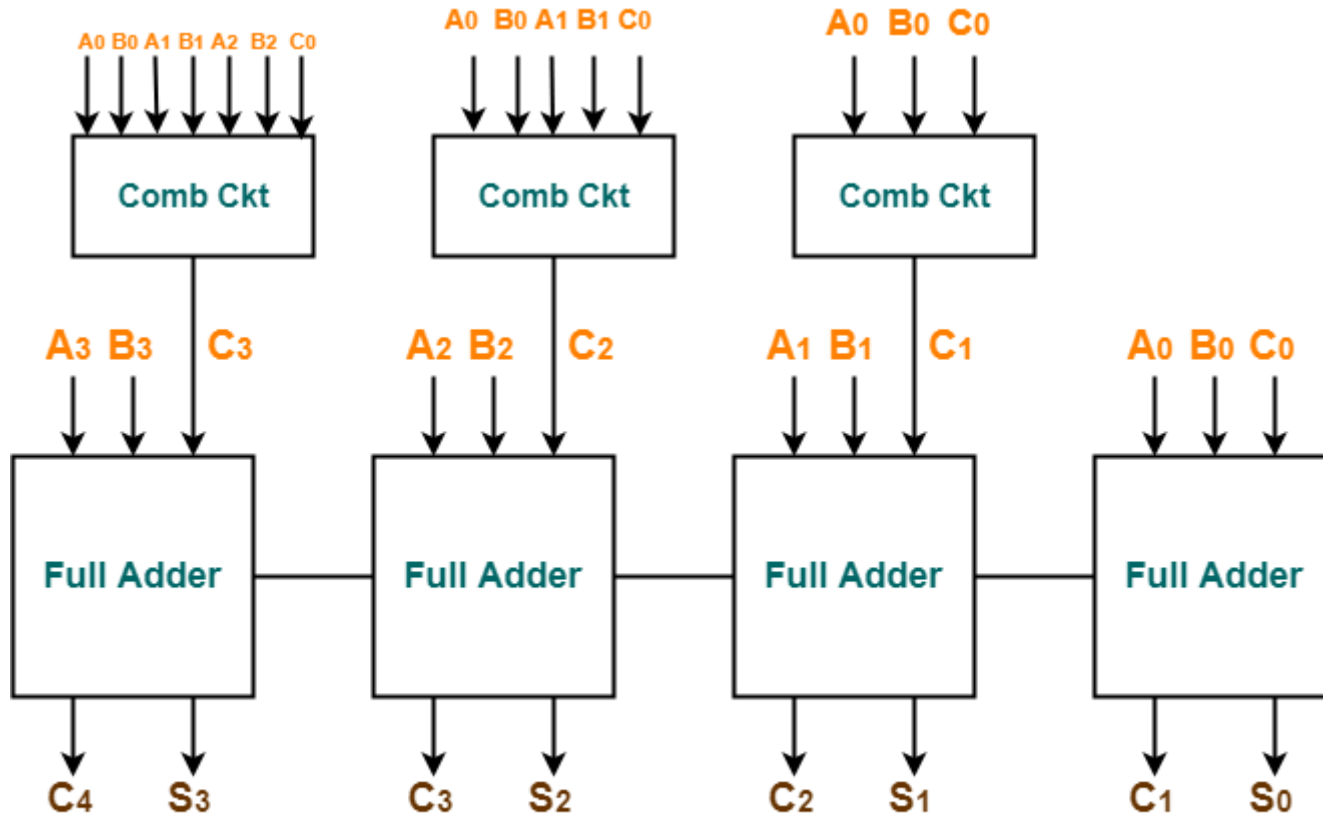 A0 B0 A1 B1 A2 B2 C0
A0 B0 A1 B1 C0
A0 B0 C0
Comb Ckt
Comb Ckt
Comb Ckt
A3 B3 C3
A2 B2 C2
A1 B1 C1
A0 B0 C0
Full Adder
Full Adder
Full Adder
Full Adder
C4 S3
C3 S2
C2 S1
C1 S0